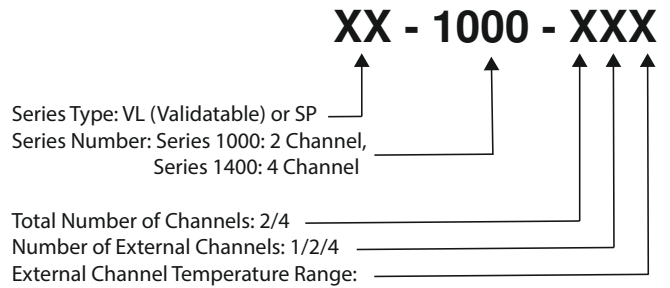 XX - 1000 - XXX
Series Type: VL (Validatable) or SP
Series Number: Series 1000: 2 Channel,
Series 1400: 4 Channel
Total Number of Channels: 2/4
Number of External Channels: 1/2/4
External Channel Temperature Range: